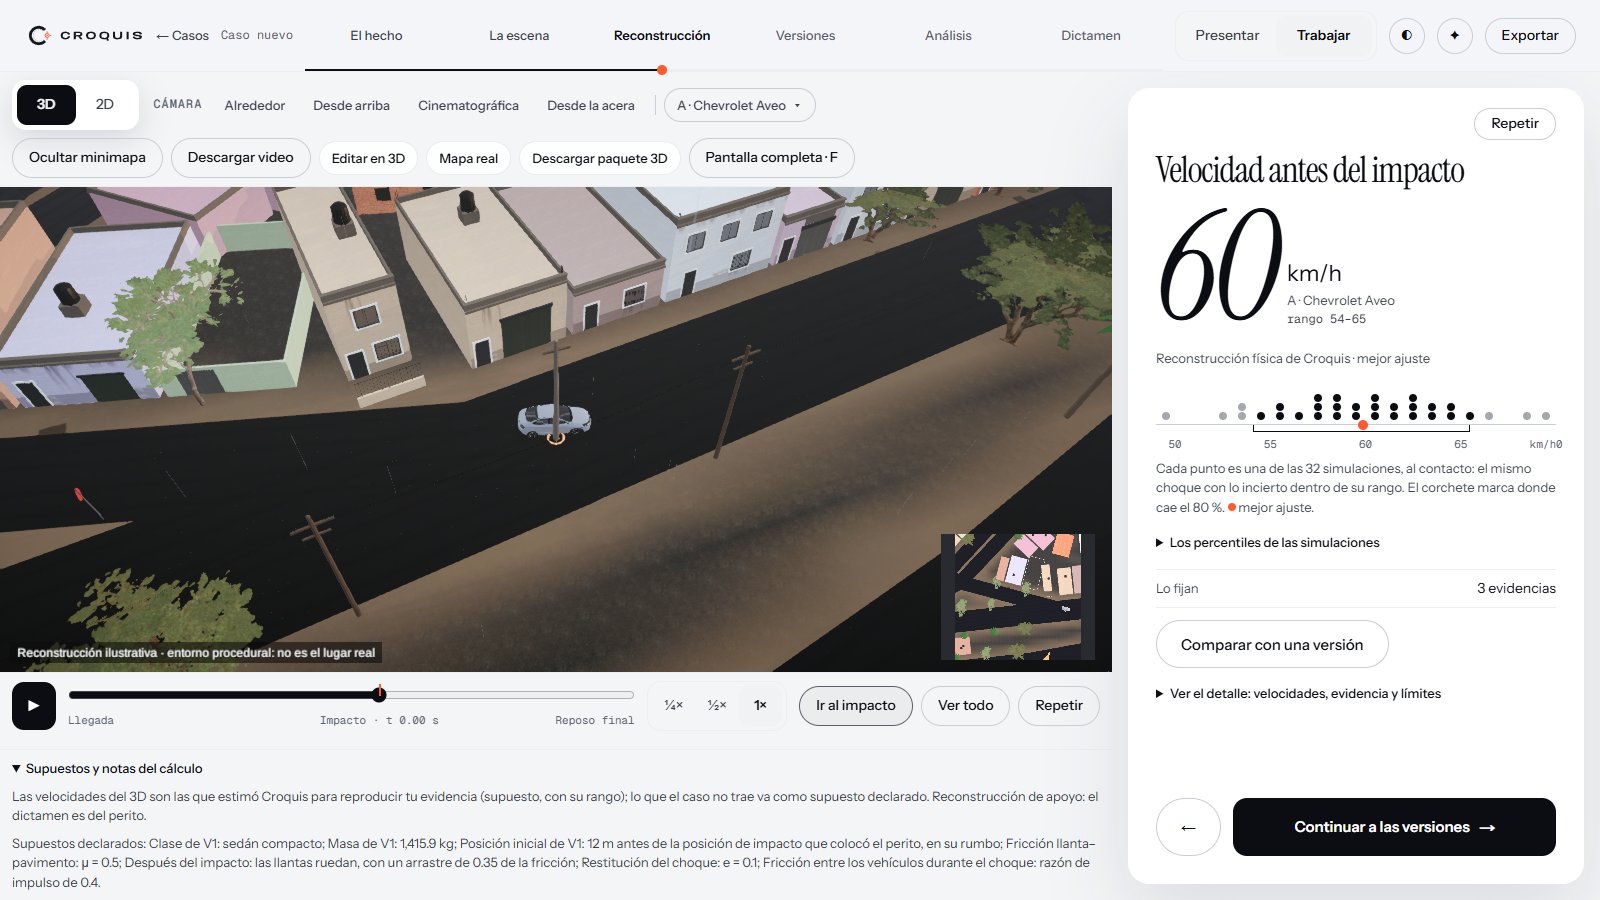 CROQUIS
← Casos
Caso nuevo
El hecho
La escena
Reconstrucción
Versiones
Análisis
Dictamen
Presentar
Trabajar
Exportar
3D
2D
CÁMARA
Alrededor
Desde arriba
Cinematográfica
Desde la acera
A · Chevrolet Aveo
Ocultar minimapa
Descargar video
Editar en 3D
Mapa real
Descargar paquete 3D
Pantalla completa · F
Reconstrucción ilustrativa - entorno procedural: no es el lugar real
Llegada
Impacto · t 0.00 s
Reposo final
¼×
½×
1×
Ir al impacto
Ver todo
Repetir
Supuestos y notas del cálculo
Las velocidades del 3D son las que estimó Croquis para reproducir tu evidencia (supuesto, con su rango); lo que el caso no trae va como supuesto declarado. Reconstrucción de apoyo: el
dictamen es del perito.
Supuestos declarados: Clase de V1: sedán compacto; Masa de V1: 1,415.9 kg; Posición inicial de V1: 12 m antes de la posición de impacto que colocó el perito, en su rumbo; Fricción llanta–
pavimento: μ = 0.5; Después del impacto: las llantas ruedan, con un arrastre de 0.35 de la fricción; Restitución del choque: e = 0.1; Fricción entre los vehículos durante el choque: razón de
impulso de 0.4.
Repetir
Velocidad antes del impacto
60
km/h
A · Chevrolet Aveo
rango 54–65
Reconstrucción física de Croquis · mejor ajuste
50 55 60 65 km/h0
Cada punto es una de las 32 simulaciones, al contacto: el mismo
choque con lo incierto dentro de su rango. El corchete marca donde
cae el 80 %. mejor ajuste.
Los percentiles de las simulaciones
Lo fijan
3 evidencias
Comparar con una versión
Ver el detalle: velocidades, evidencia y límites
←
Continuar a las versiones →